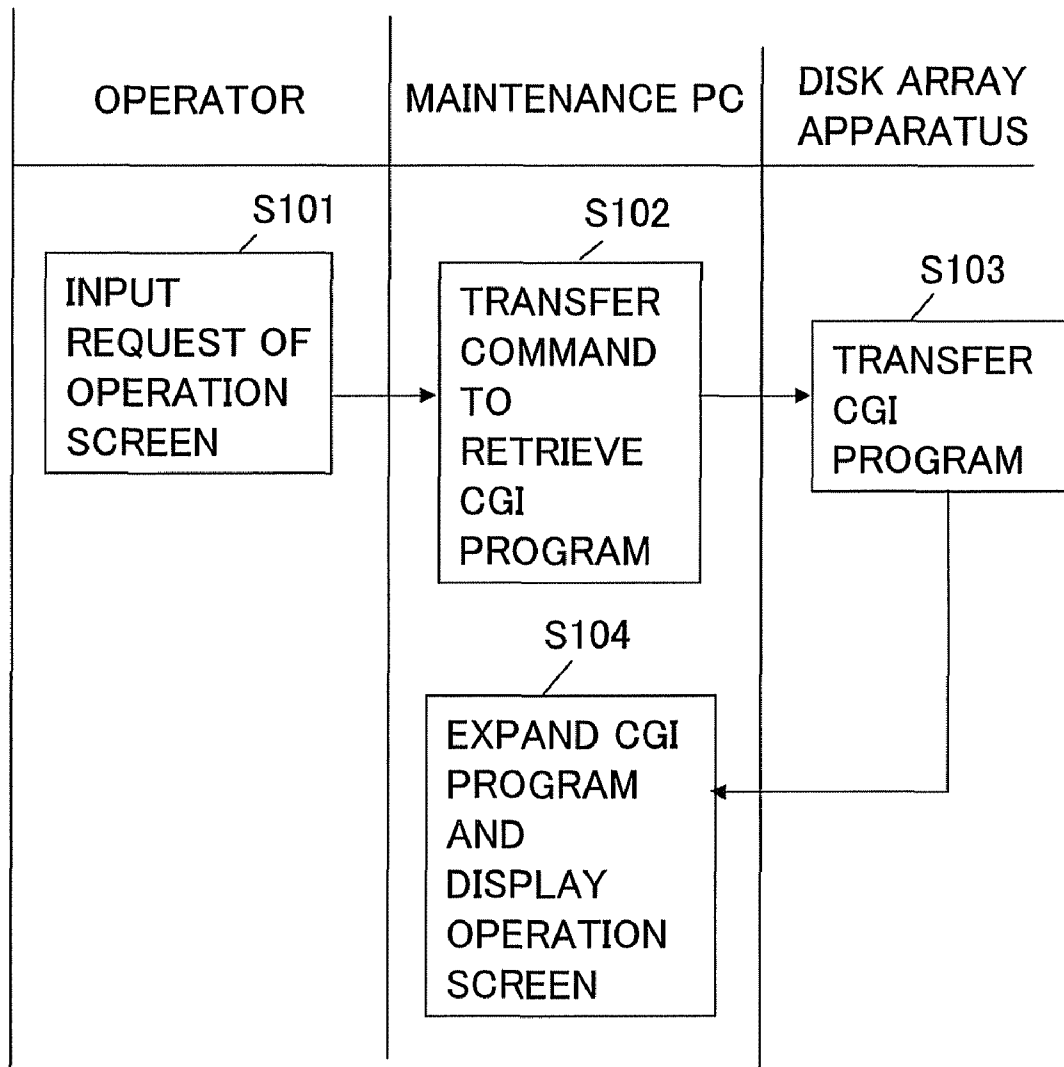 OPERATOR
MAINTENANCE PC
DISK ARRAY
APPARATUS
S101
INPUT
REQUEST OF
OPERATION
SCREEN
S102
TRANSFER
COMMAND
TO
RETRIEVE
CGI
PROGRAM
S103
TRANSFER
CGI
PROGRAM
S104
EXPAND CGI
PROGRAM
AND
DISPLAY
OPERATION
SCREEN